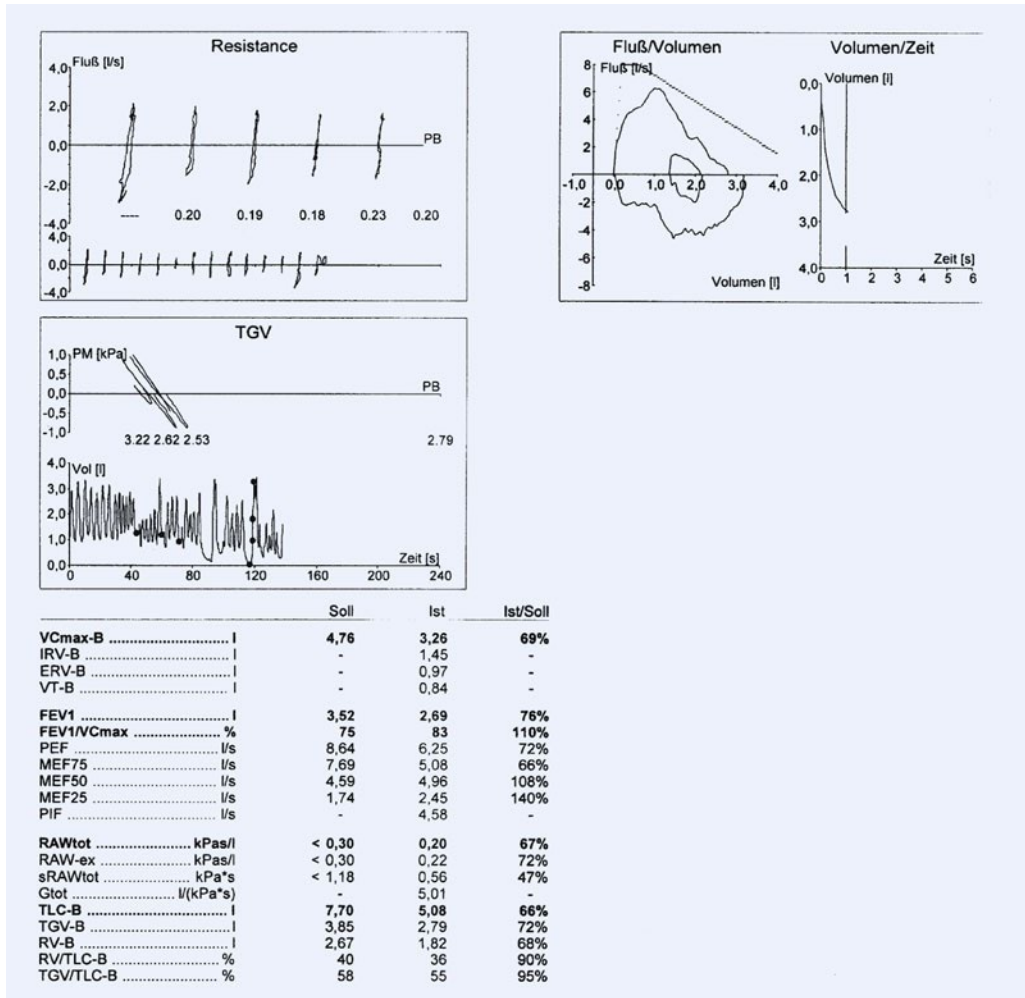 Resistance
Fluß [l/s]
4,0
2,0
0,0
-2,0
-4,0
PB
---- 0.20 0.19 0.18 0.23 0.20
4,0
0,0
-4,0
Fluß/Volumen
Fluß [l/s]
8
6
4
2
-2
-4
-6
-8
-1,0 0,0 1,0 2,0 3,0 4,0
Volumen [l]
Volumen/Zeit
Volumen [l]
0,0
1,0
2,0
3,0
4,0
Zeit [s]
0 1 2 3 4 5 6
TGV
PM [kPa]
1,0
0,5
0,0
-0,5
-1,0
PB
3.22 2.62 2.53 2.79
Vol [l]
4,0
3,0
2,0
1,0
0,0
Zeit [s]
0 40 80 120 160 200 240
Soll Ist Ist/Soll
VCmax-B ............................ l 4,76 3,26 69%
IRV-B .................................. l - 1,45 -
ERV-B ................................. l - 0,97 -
VT-B ................................... l - 0,84 -
FEV1 ................................... l 3,52 2,69 76%
FEV1/VCmax .................... % 75 83 110%
PEF .................................. l/s 8,64 6,25 72%
MEF75 .............................. l/s 7,69 5,08 66%
MEF50 .............................. l/s 4,59 4,96 108%
MEF25 .............................. l/s 1,74 2,45 140%
PIF ................................... l/s - 4,58 -
RAWtot ....................... kPas/l < 0,30 0,20 67%
RAW-ex ...................... kPas/l < 0,30 0,22 72%
sRAWtot ...................... kPa*s < 1,18 0,56 47%
Gtot ......................... l/(kPa*s) - 5,01 -
TLC-B .................................. l 7,70 5,08 66%
TGV-B ................................. l 3,85 2,79 72%
RV-B .................................... l 2,67 1,82 68%
RV/TLC-B ......................... % 40 36 90%
TGV/TLC-B ....................... % 58 55 95%